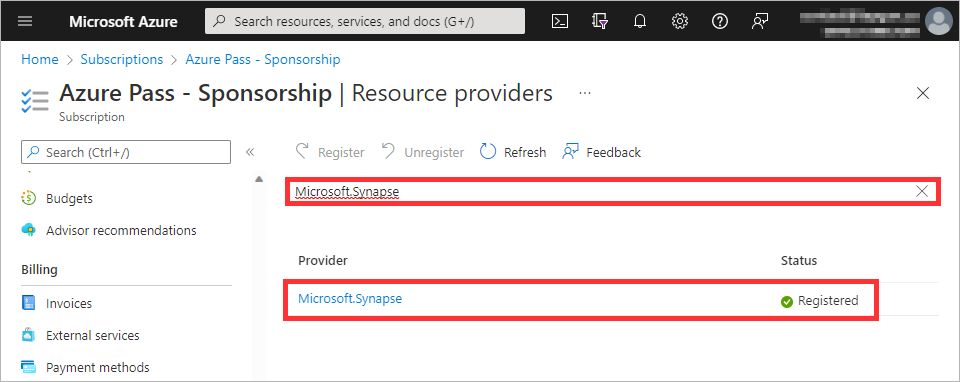 Microsoft Azure
Search resources, services, and docs (G+/)
Home > Subscriptions > Azure Pass - Sponsorship
Azure Pass - Sponsorship | Resource providers ...
Subscription
Search (Ctrl+/)
«
Register
Unregister
Refresh
Feedback
Microsoft.Synapse
Budgets
Advisor recommendations
Billing
Invoices
External services
Payment methods
Provider
Status
Microsoft.Synapse
Registered